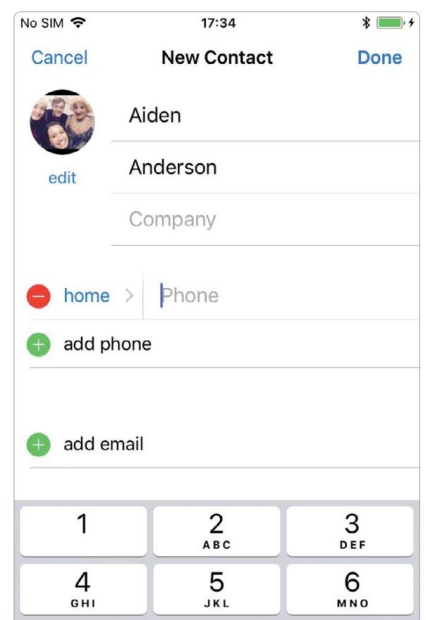 No SIM 17:34
Cancel New Contact Done
Aiden
edit
Anderson
Company
home Phone
add phone
add email
1 2 3
ABC DEF
4 5 6
GHI JKL MNO